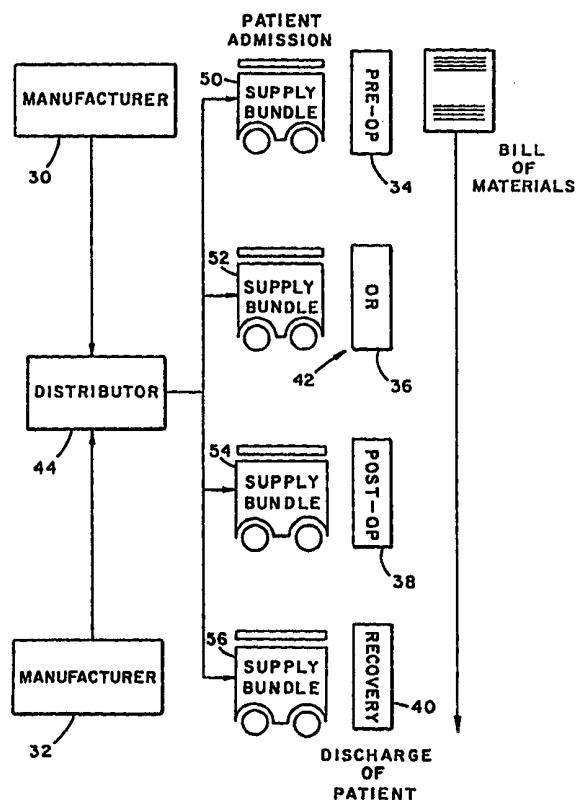 PATIENT
ADMISSION
MANUFACTURER
30
50
SUPPLY
BUNDLE
PRE-OP
34
BILL
OF
MATERIALS
52
SUPPLY
BUNDLE
OR
42
36
DISTRIBUTOR
44
54
SUPPLY
BUNDLE
POST-OP
38
MANUFACTURER
32
56
SUPPLY
BUNDLE
RECOVERY
40
DISCHARGE
OF
PATIENT